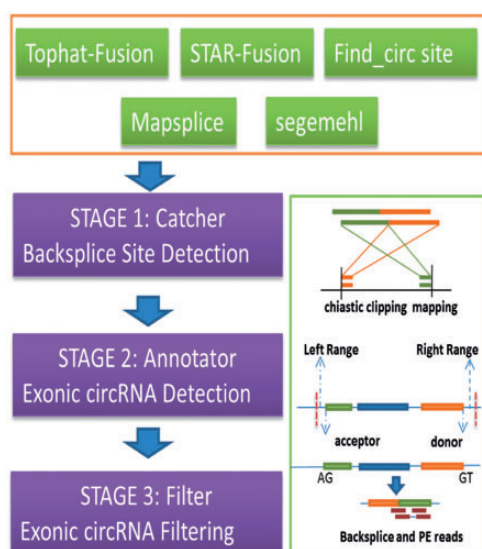 Tophat-Fusion
STAR-Fusion
Find_circ site
Mapsplice
segemehl
STAGE 1: Catcher
Backsplice Site Detection
STAGE 2: Annotator
Exonic circRNA Detection
STAGE 3: Filter
Exonic circRNA Filtering
chiastic clipping mapping
Left Range
Right Range
acceptor
donor
AG
GT
Backsplice and PE reads